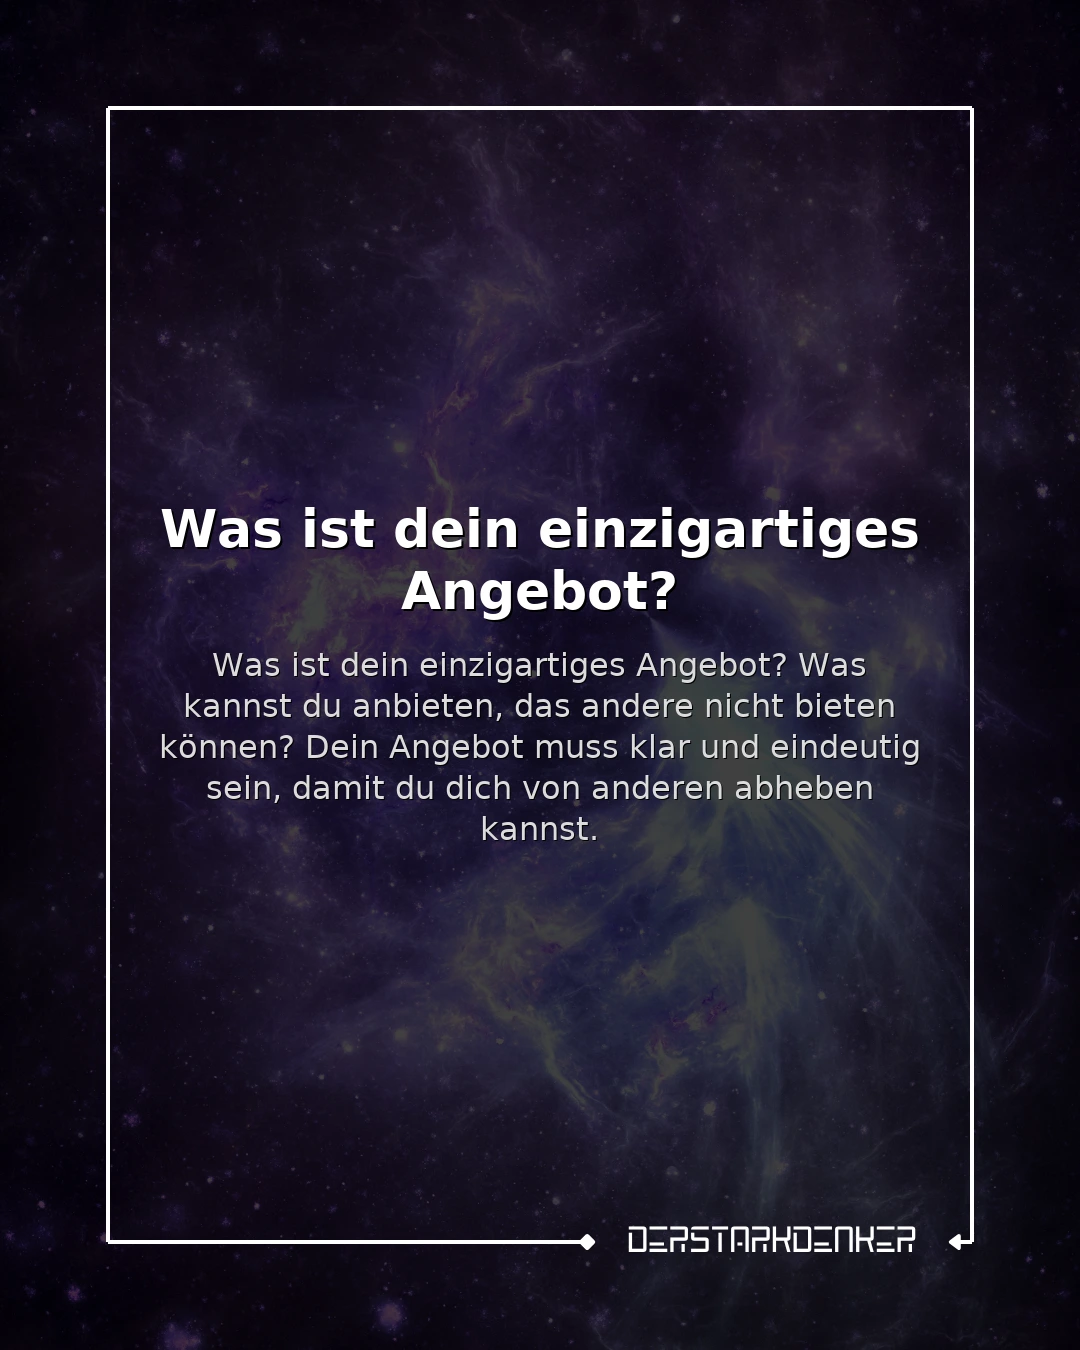 Was ist dein einzigartiges
Angebot?
Was ist dein einzigartiges Angebot? Was
kannst du anbieten, das andere nicht bieten
können? Dein Angebot muss klar und eindeutig
sein, damit du dich von anderen abheben
kannst.
DERSTARKDENKER